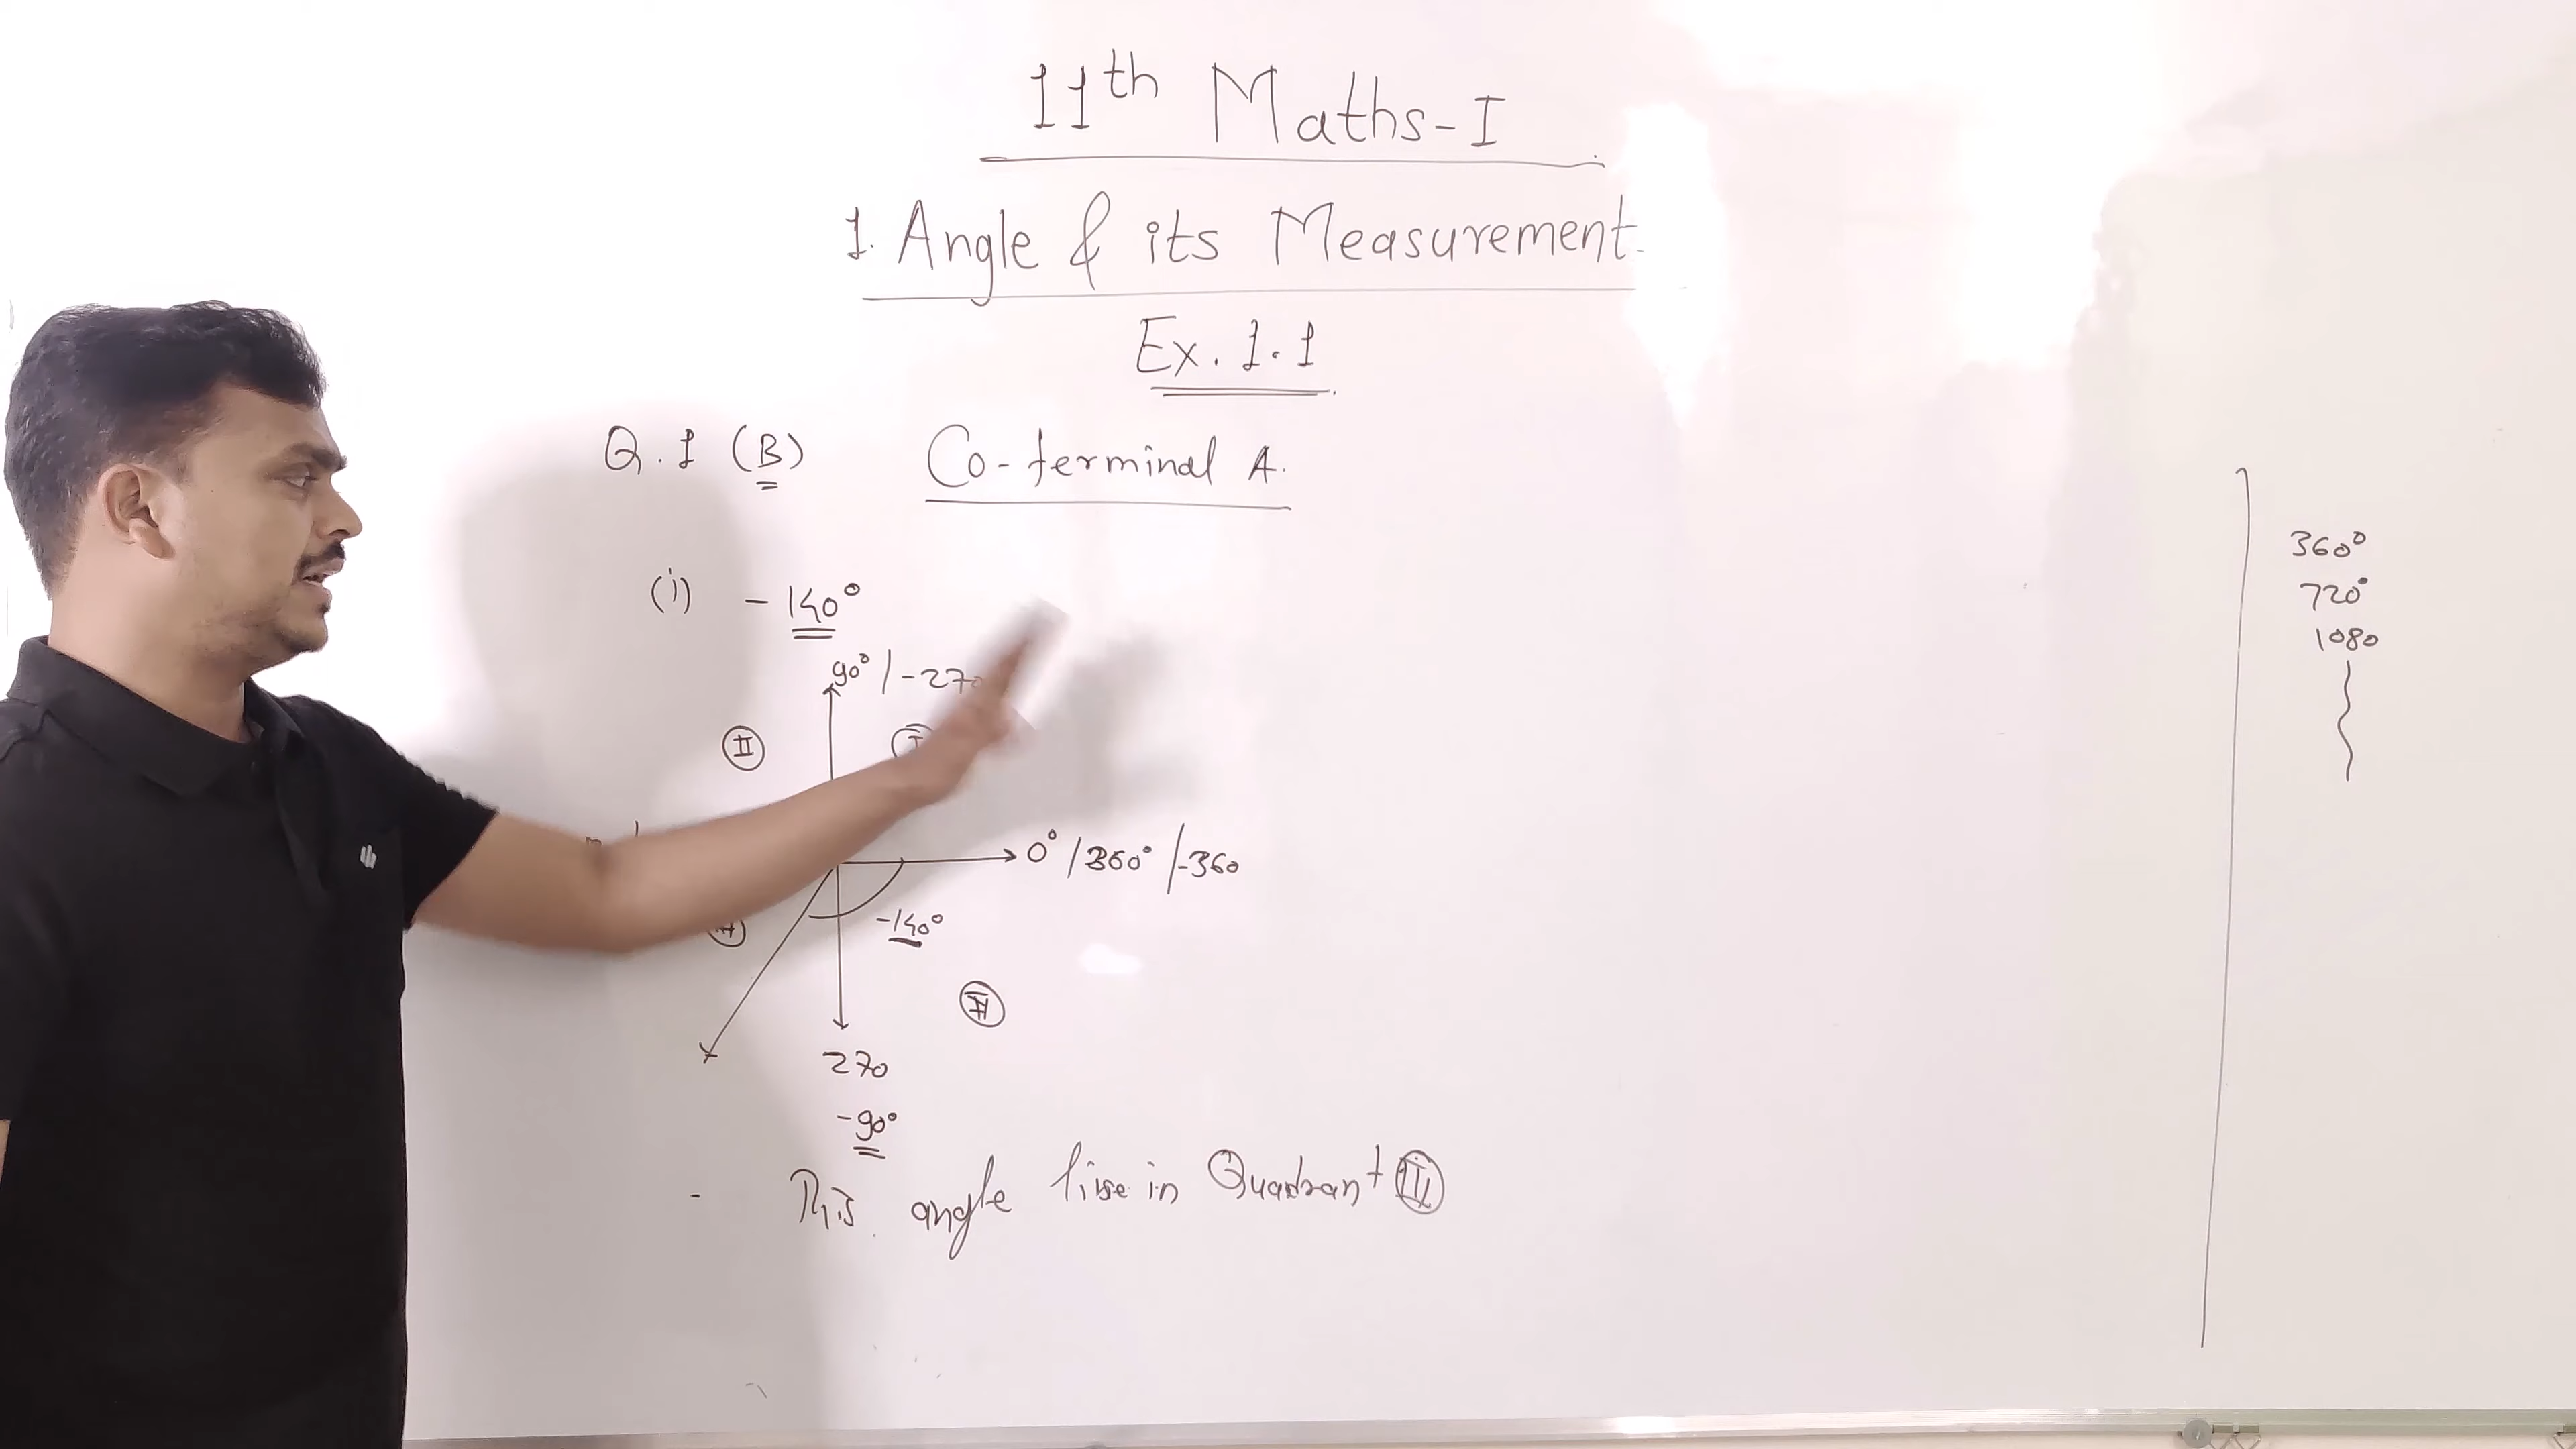 11th Maths-I
1. Angle & its Measurement.
Ex. 1.1
Q.1 (B) Co-terminal A.
(i) -140°
90° / -270
II I
0° / 360° / -360
-140°
IV
270
-90°
- This angle lise in Quadrant III
360°
720°
1080